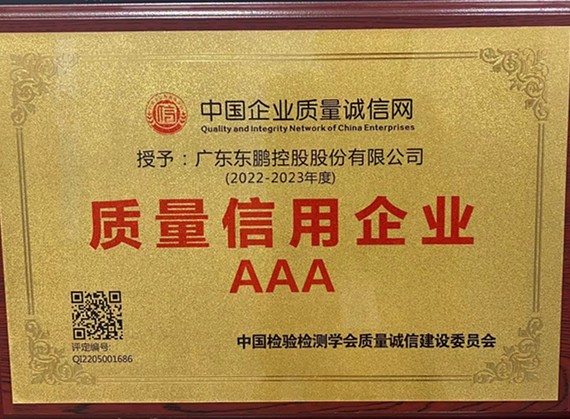 中国企业质量诚信网
Quality and Integrity Network of China Enterprises
授予：广东东鹏控股股份有限公司
(2022-2023年度)
质量信用企业
AAA
评定编号:
QI2205001686
中国检验检测学会质量诚信建设委员会